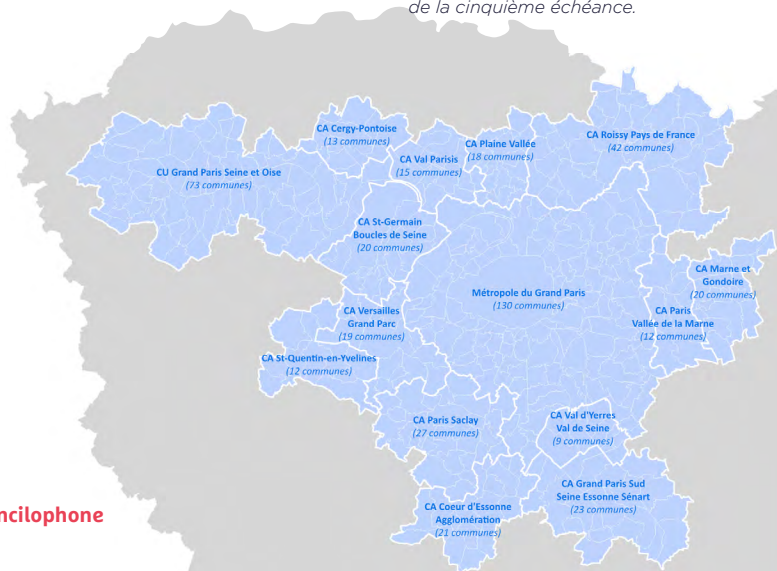 de la cinquième échéance.
CA Cergy-Pontoise
(13 communes)
CA Plaine Vallée
(18 communes)
CA Roissy Pays de France
(42 communes)
CA Val Parisis
(15 communes)
CU Grand Paris Seine et Oise
(73 communes)
CA St-Germain
Boucles de Seine
(20 communes)
CA Marne et
Gondoire
(20 communes)
Métropole du Grand Paris
(130 communes)
CA Versailles
Grand Parc
(19 communes)
CA Paris
Vallée de la Marne
(12 communes)
CA St-Quentin-en-Yvelines
(12 communes)
CA Paris Saclay
(27 communes)
CA Val d'Yerres
Val de Seine
(9 communes)
CA Grand Paris Sud
Seine Essonne Sénart
(23 communes)
CA Coeur d'Essonne
Agglomération
(21 communes)
ncilophone